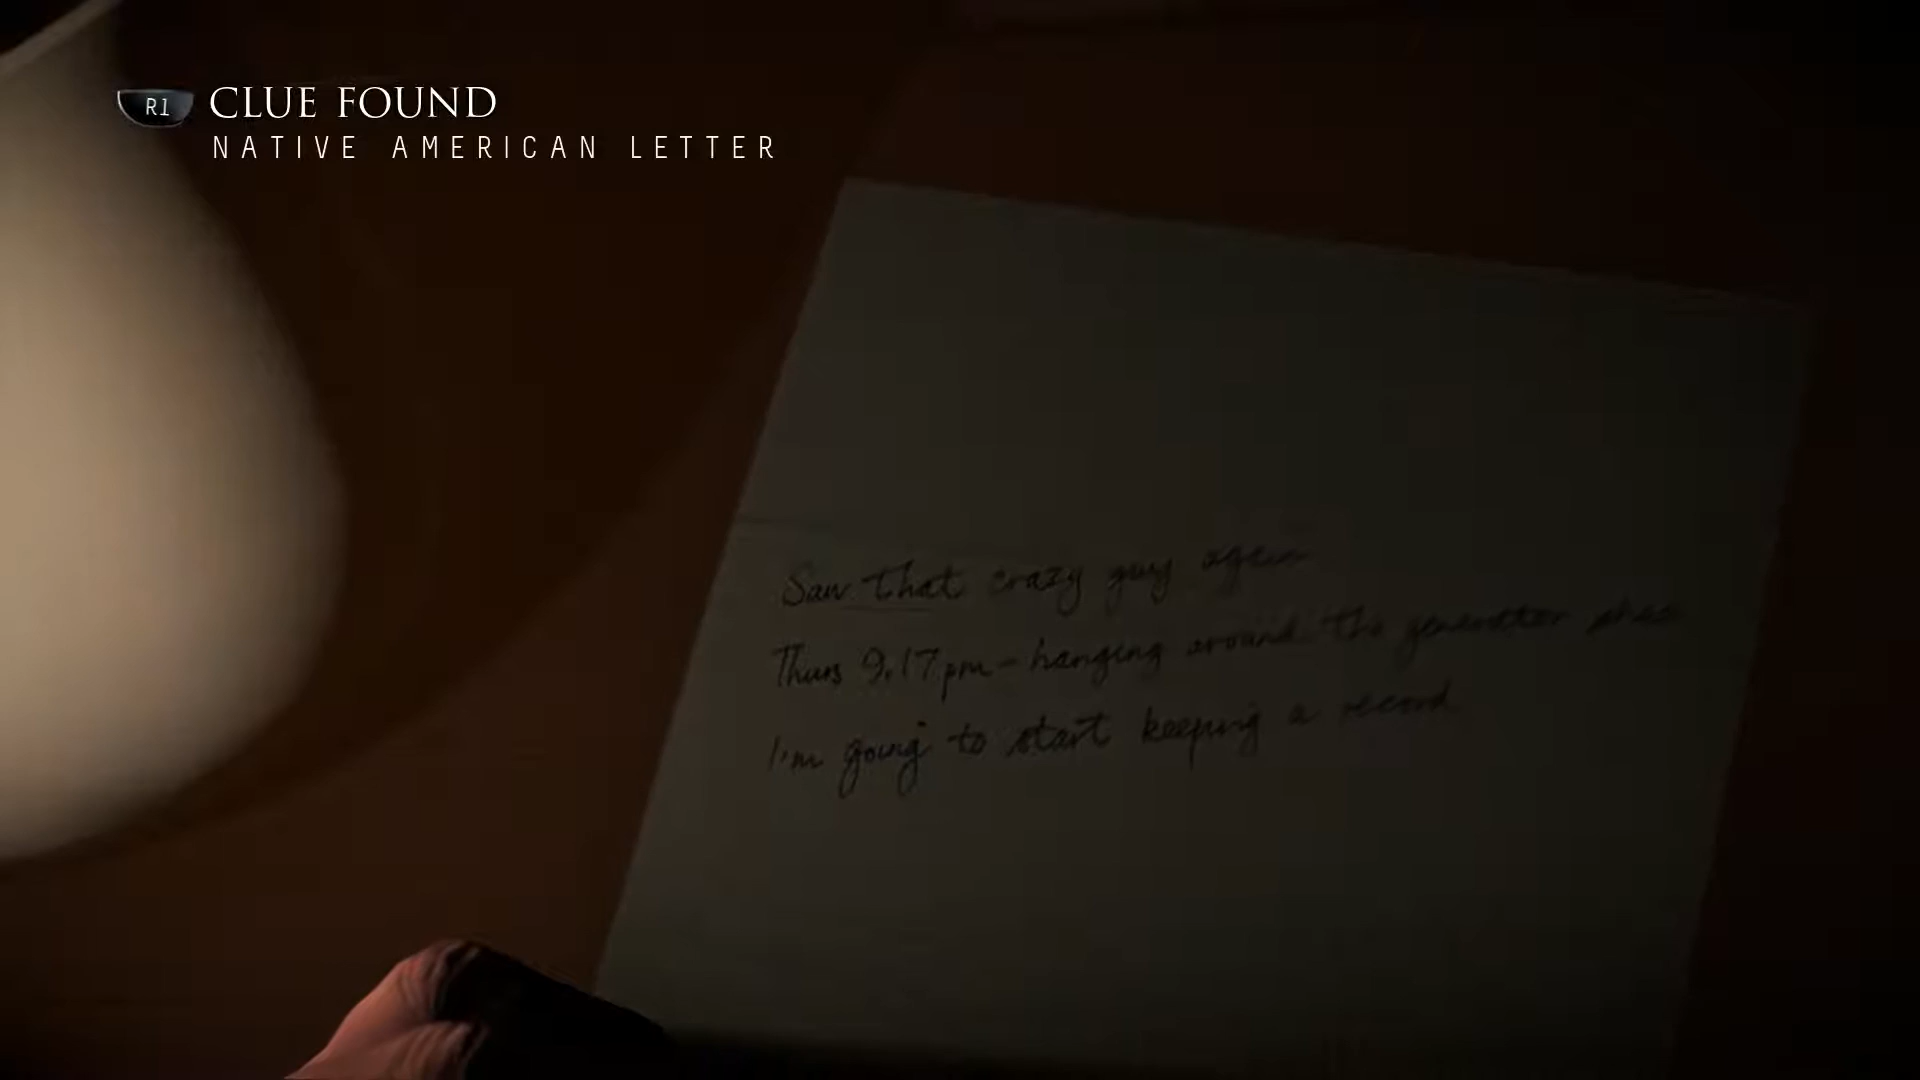 R1
CLUE FOUND
NATIVE AMERICAN LETTER
Saw that crazy guy again
Thurs 9.17pm - hanging around the generator
I'm going to start keeping a record